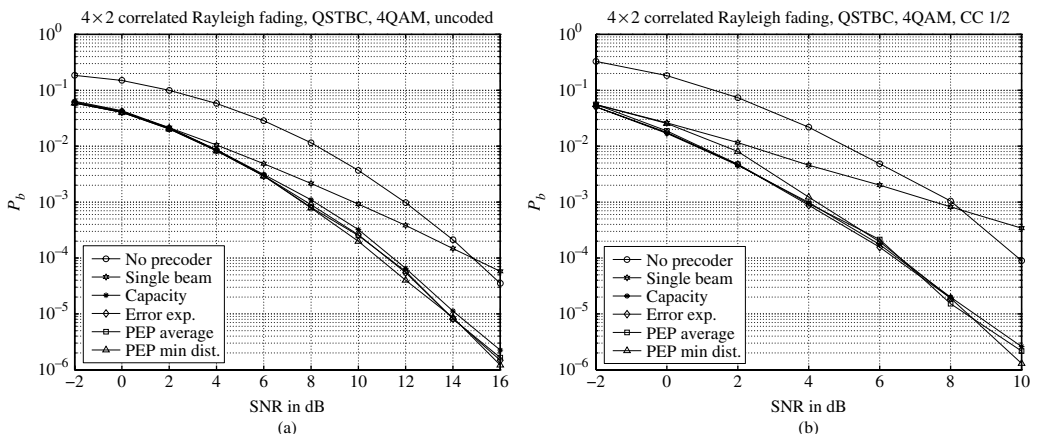 4×2 correlated Rayleigh fading, QSTBC, 4QAM, uncoded
10⁰
10⁻¹
10⁻²
10⁻³
10⁻⁴
10⁻⁵
10⁻⁶
P_b
No precoder
Single beam
Capacity
Error exp.
PEP average
PEP min dist.
−2 0 2 4 6 8 10 12 14 16
SNR in dB
(a)
4×2 correlated Rayleigh fading, QSTBC, 4QAM, CC 1/2
10⁰
10⁻¹
10⁻²
10⁻³
10⁻⁴
10⁻⁵
10⁻⁶
P_b
No precoder
Single beam
Capacity
Error exp.
PEP average
PEP min dist.
−2 0 2 4 6 8 10
SNR in dB
(b)